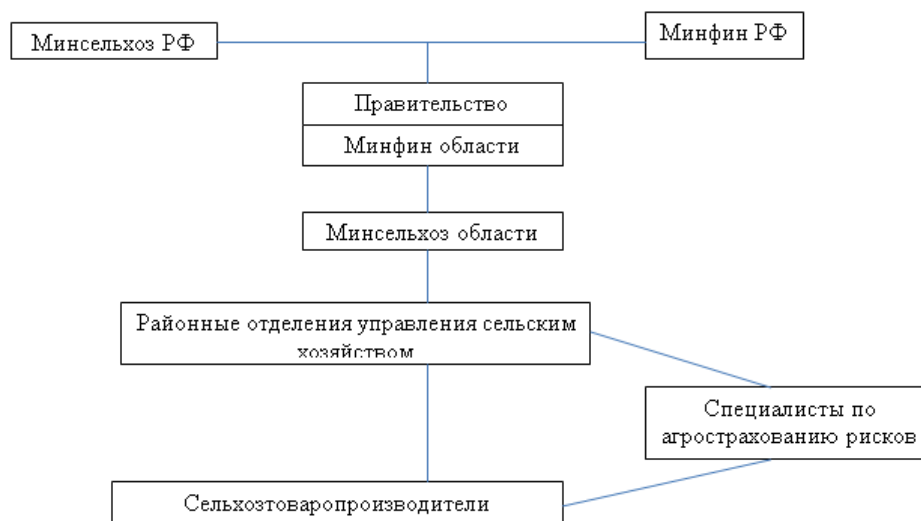 Минсельхоз РФ
Минфин РФ
Правительство
Минфин области
Минсельхоз области
Районные отделения управления сельским
хозяйством
Специалисты по
агрострахованию рисков
Сельхозтоваропроизводители